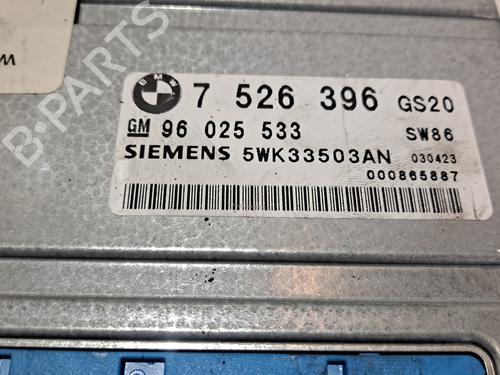 B-PARTS
BMW
7 526 396 GS20
GM 96 025 533 SW86
SIEMENS 5WK33503AN 030423
000865887